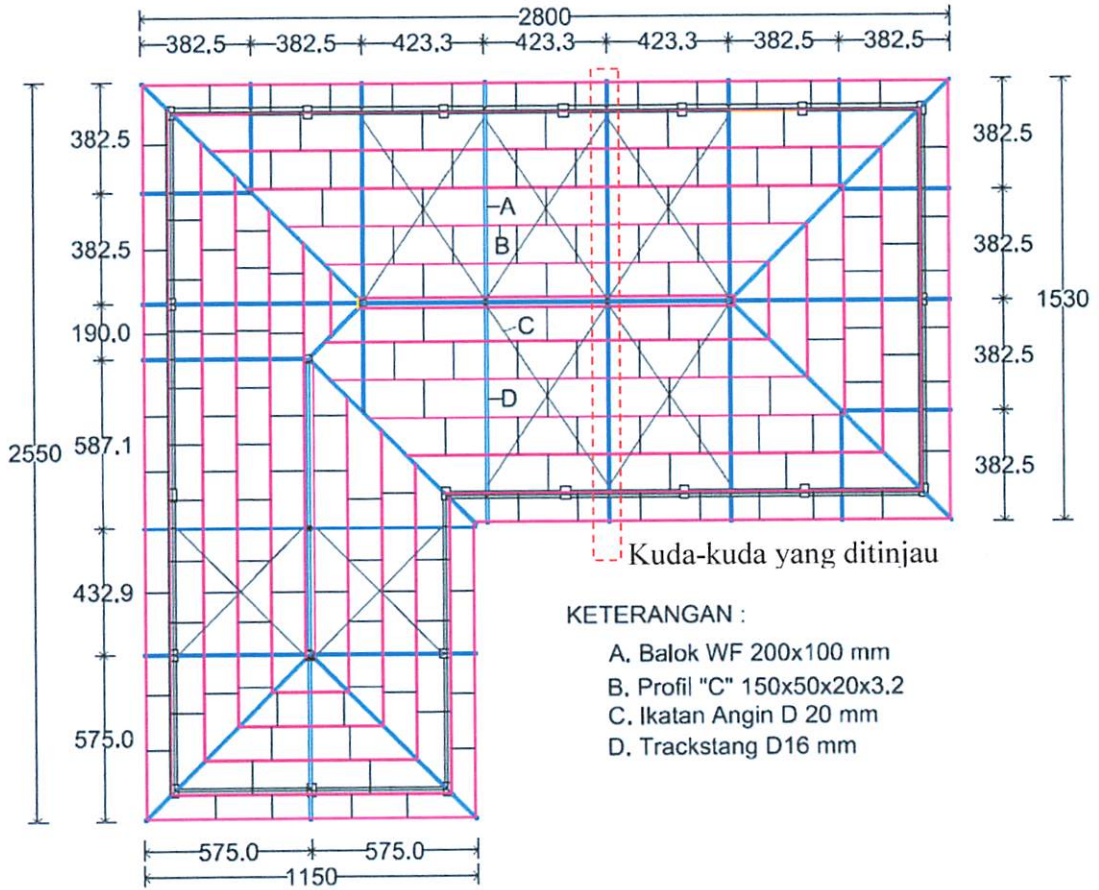 2800
382.5 382.5 423.3 423.3 423.3 382.5 382.5
382.5
382.5
190.0
587.1
432.9
575.0
2550
382.5
382.5
382.5
382.5
1530
A
B
C
D
Kuda-kuda yang ditinjau
KETERANGAN :
A. Balok WF 200x100 mm
B. Profil "C" 150x50x20x3.2
C. Ikatan Angin D 20 mm
D. Trackstang D16 mm
575.0 575.0
1150